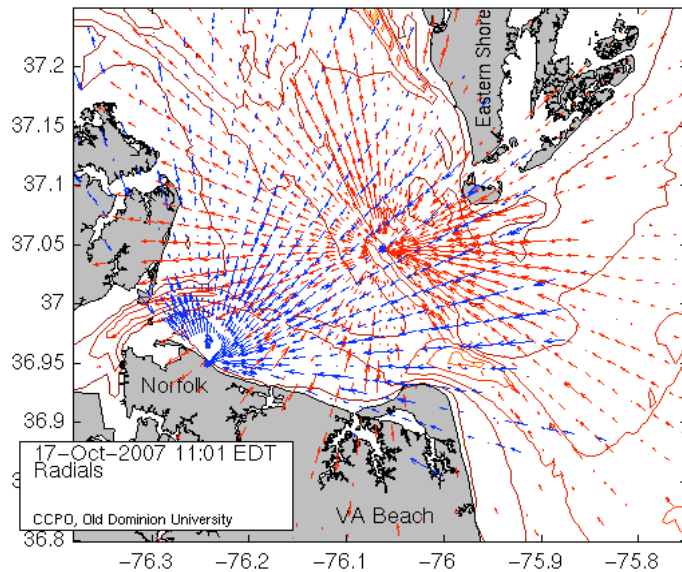 37.2
37.15
37.1
37.05
37
36.95
36.9
36.8
Eastern Shore
Norfolk
VA Beach
17-Oct-2007 11:01 EDT
Radials
CCPO, Old Dominion University
-76.3
-76.2
-76.1
-76
-75.9
-75.8